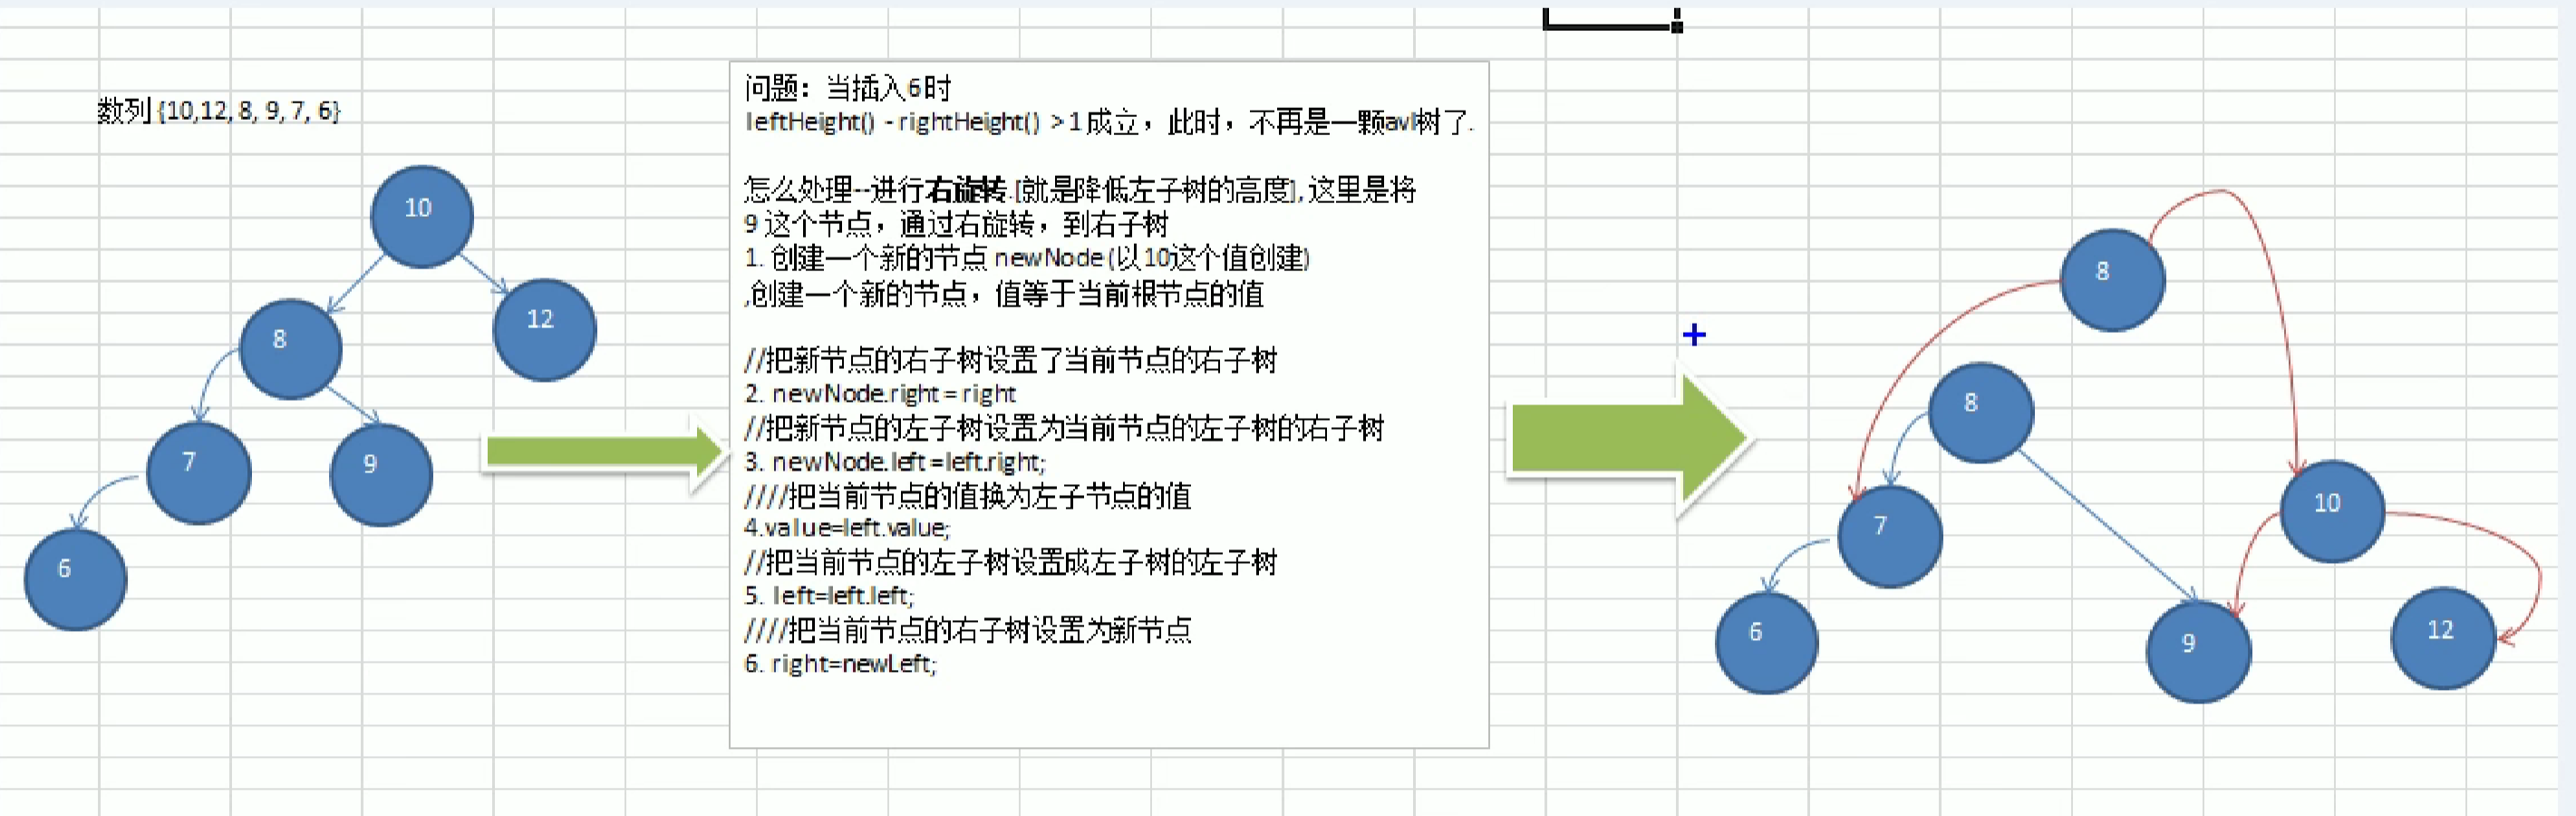 数列 {10,12, 8, 9, 7, 6}
10
8
12
7
9
6
问题：当插入6时
leftHeight() - rightHeight() > 1 成立，此时，不再是一颗avl树了.
怎么处理--进行右旋转.[就是降低左子树的高度], 这里是将
9 这个节点，通过右旋转，到右子树
1. 创建一个新的节点 newNode (以10这个值创建)
,创建一个新的节点，值等于当前根节点的值
//把新节点的右子树设置了当前节点的右子树
2. newNode.right = right
//把新节点的左子树设置为当前节点的左子树的右子树
3. newNode.left =left.right;
////把当前节点的值换为左子节点的值
4.value=left.value;
//把当前节点的左子树设置成左子树的左子树
5. left=left.left;
////把当前节点的右子树设置为新节点
6. right=newLeft;
8
8
7
10
6
9
12